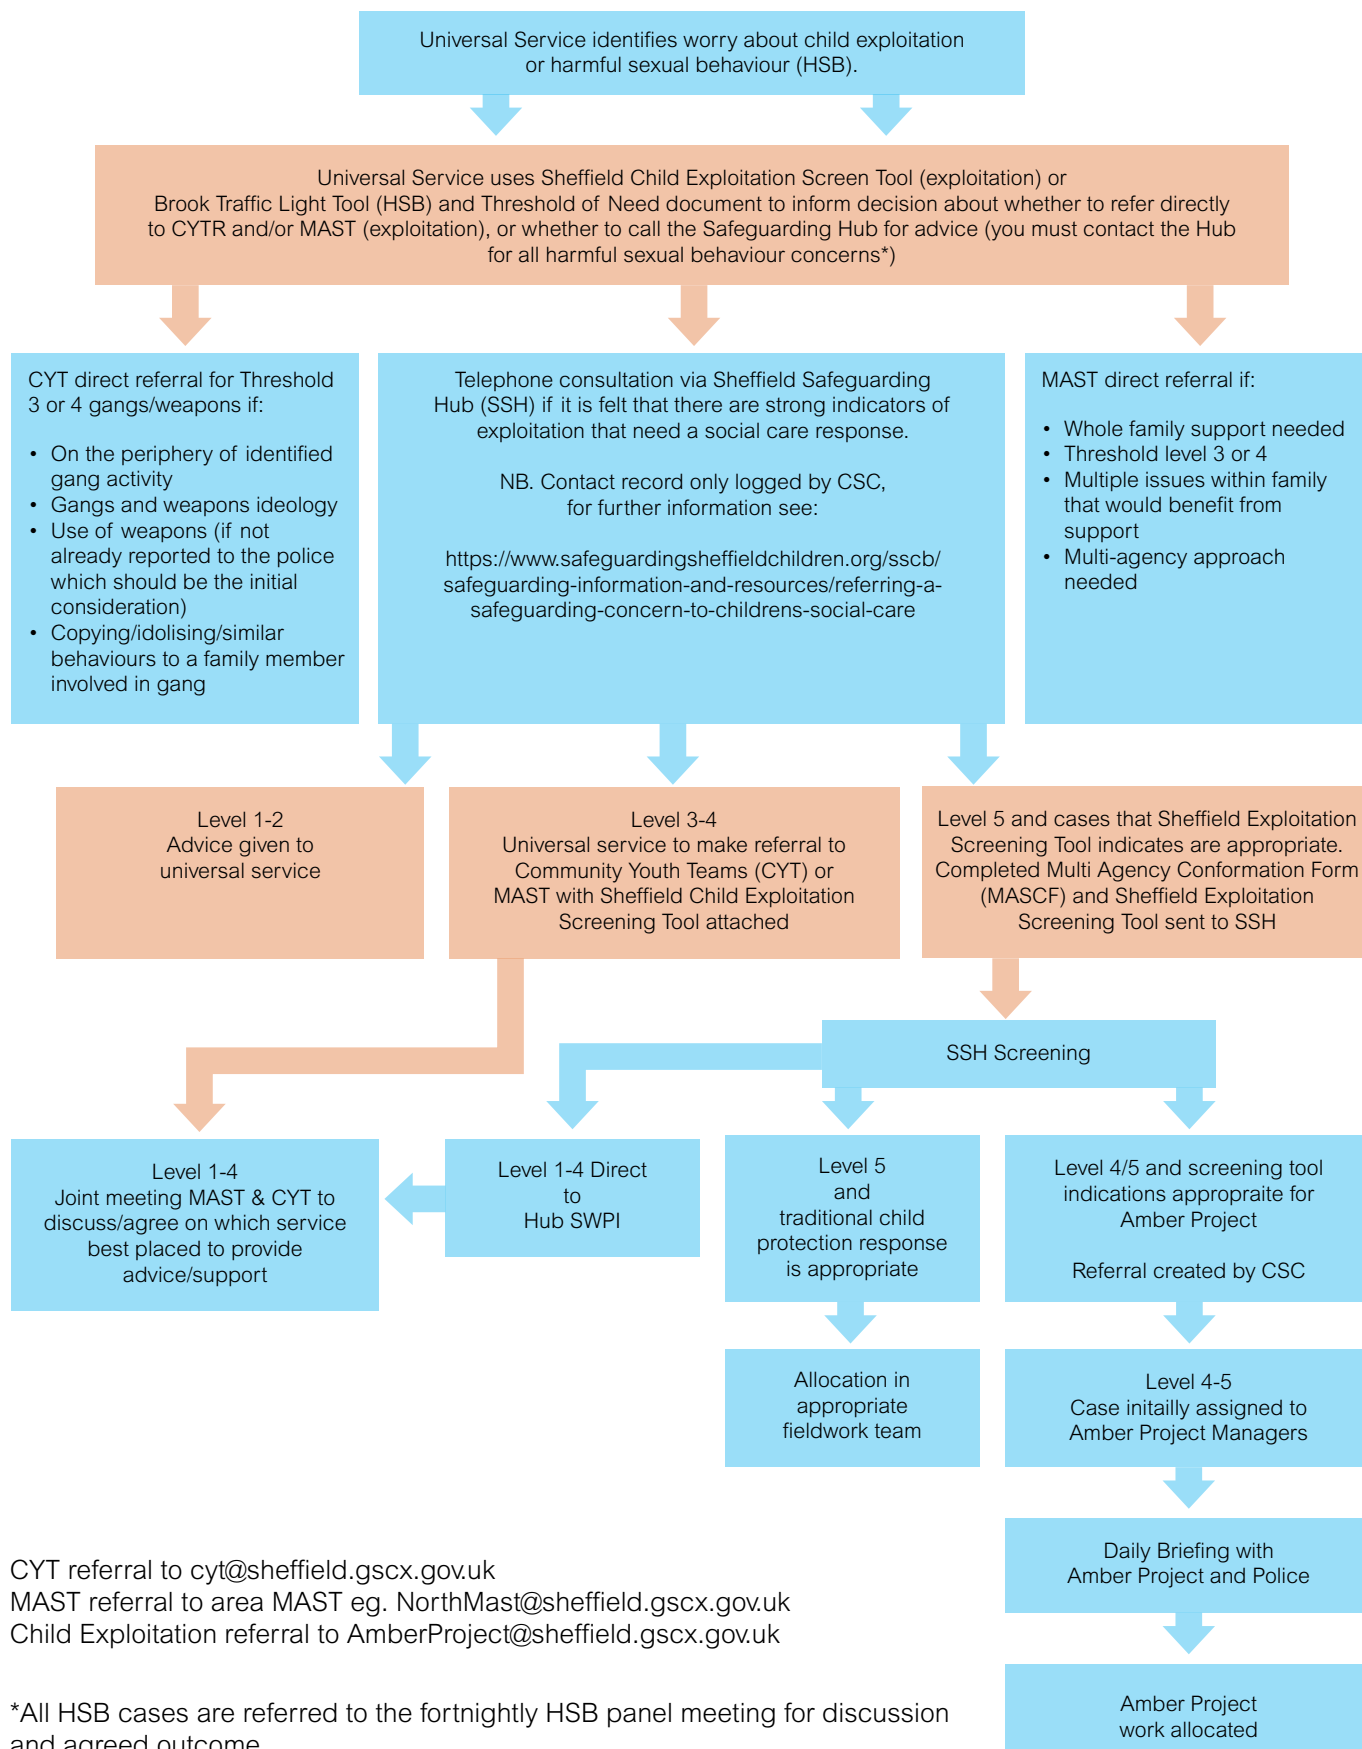 Universal Service identifies worry about child exploitation
or harmful sexual behaviour (HSB).
Universal Service uses Sheffield Child Exploitation Screen Tool (exploitation) or
Brook Traffic Light Tool (HSB) and Threshold of Need document to inform decision about whether to refer directly
to CYTR and/or MAST (exploitation), or whether to call the Safeguarding Hub for advice (you must contact the Hub
for all harmful sexual behaviour concerns*)
CYT direct referral for Threshold
3 or 4 gangs/weapons if:
• On the periphery of identified
gang activity
• Gangs and weapons ideology
• Use of weapons (if not
already reported to the police
which should be the initial
consideration)
• Copying/idolising/similar
behaviours to a family member
involved in gang
Telephone consultation via Sheffield Safeguarding
Hub (SSH) if it is felt that there are strong indicators of
exploitation that need a social care response.
NB. Contact record only logged by CSC,
for further information see:
https://www.safeguardingsheffieldchildren.org/sscb/
safeguarding-information-and-resources/referring-a-
safeguarding-concern-to-childrens-social-care
MAST direct referral if:
• Whole family support needed
• Threshold level 3 or 4
• Multiple issues within family
that would benefit from
support
• Multi-agency approach
needed
Level 1-2
Advice given to
universal service
Level 3-4
Universal service to make referral to
Community Youth Teams (CYT) or
MAST with Sheffield Child Exploitation
Screening Tool attached
Level 5 and cases that Sheffield Exploitation
Screening Tool indicates are appropriate.
Completed Multi Agency Conformation Form
(MASCF) and Sheffield Exploitation
Screening Tool sent to SSH
SSH Screening
Level 1-4
Joint meeting MAST & CYT to
discuss/agree on which service
best placed to provide
advice/support
Level 1-4 Direct
to
Hub SWPI
Level 5
and
traditional child
protection response
is appropriate
Level 4/5 and screening tool
indications appropraite for
Amber Project
Referral created by CSC
Allocation in
appropriate
fieldwork team
Level 4-5
Case initailly assigned to
Amber Project Managers
Daily Briefing with
Amber Project and Police
Amber Project
work allocated
CYT referral to cyt@sheffield.gscx.gov.uk
MAST referral to area MAST eg. NorthMast@sheffield.gscx.gov.uk
Child Exploitation referral to AmberProject@sheffield.gscx.gov.uk
*All HSB cases are referred to the fortnightly HSB panel meeting for discussion
and agreed outcome